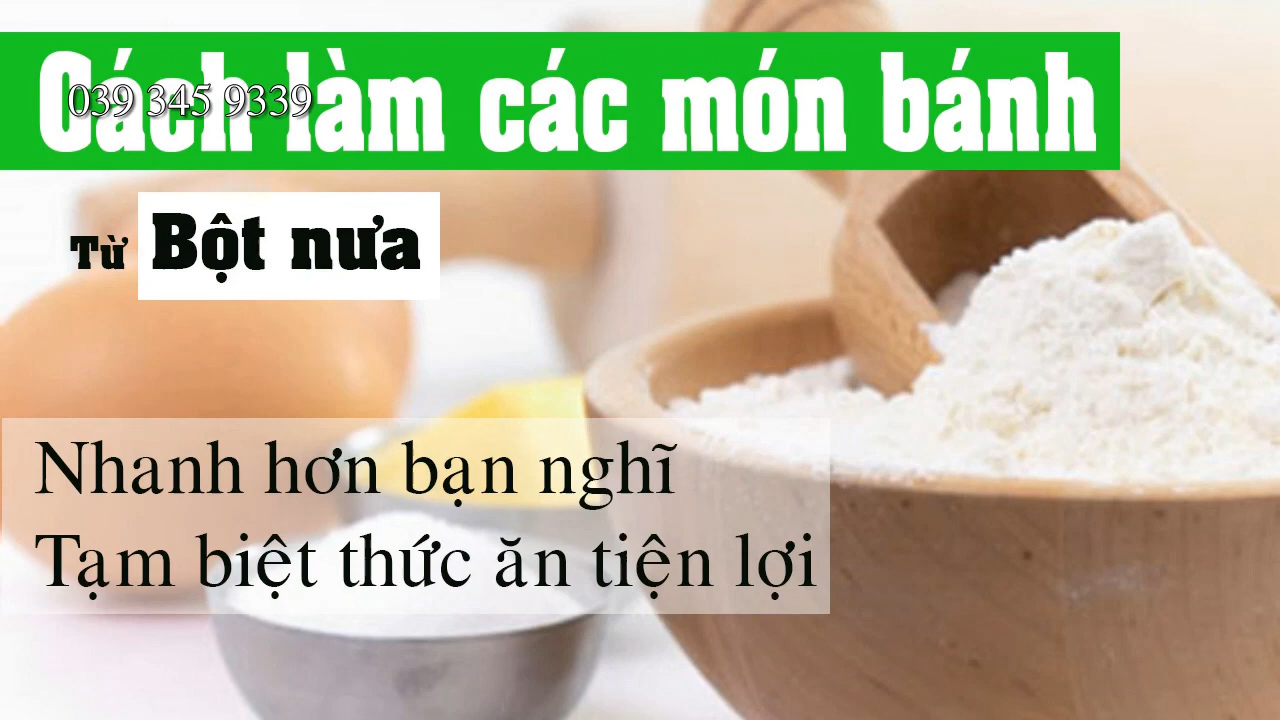 Cách làm các món bánh
039 345 9339
Từ Bột nưa
Nhanh hơn bạn nghĩ
Tạm biệt thức ăn tiện lợi